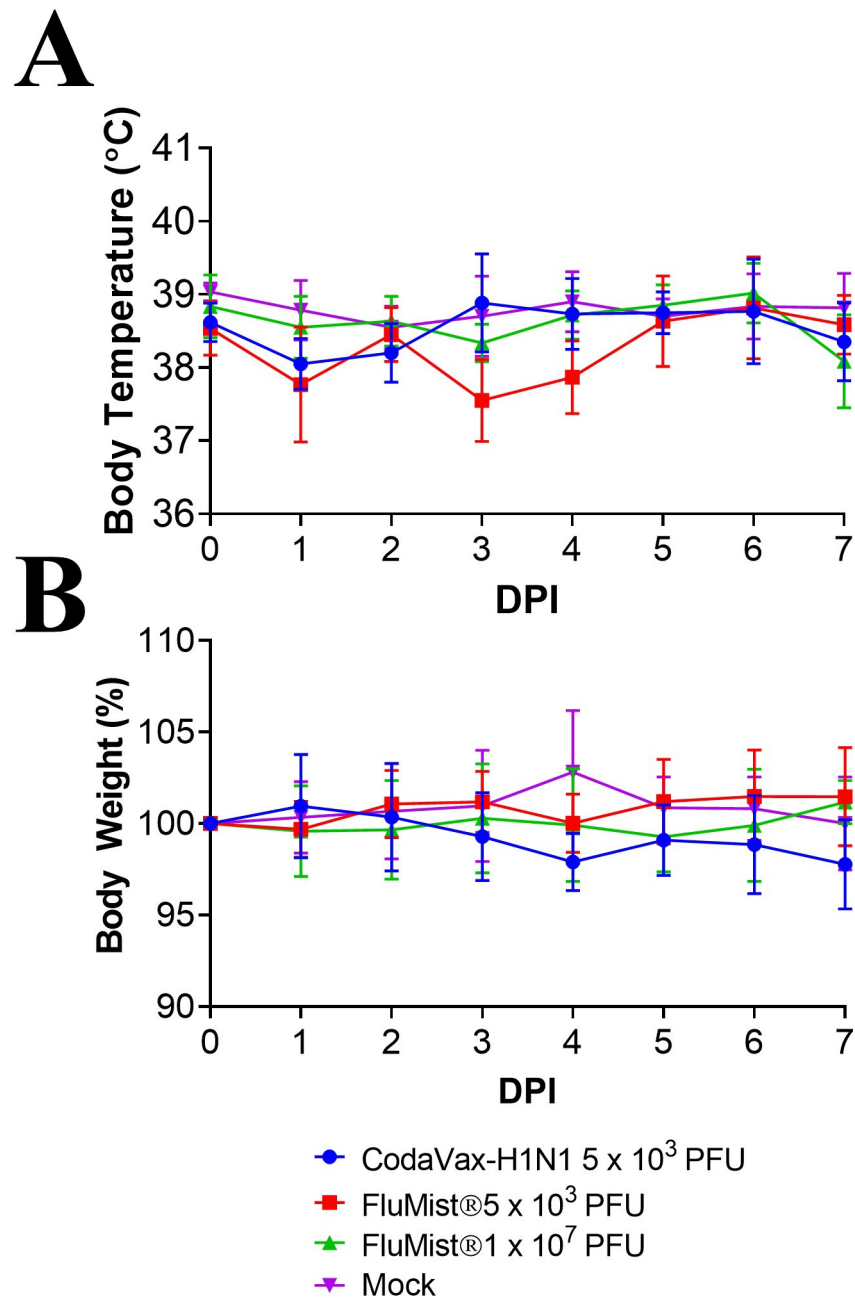 A
Body Temperature (°C)
41
40
39
38
37
36
0 1 2 3 4 5 6 7
DPI
B
Body Weight (%)
110
105
100
95
90
0 1 2 3 4 5 6 7
DPI
CodaVax-H1N1 5 x 10³ PFU
FluMist®5 x 10³ PFU
FluMist®1 x 10⁷ PFU
Mock